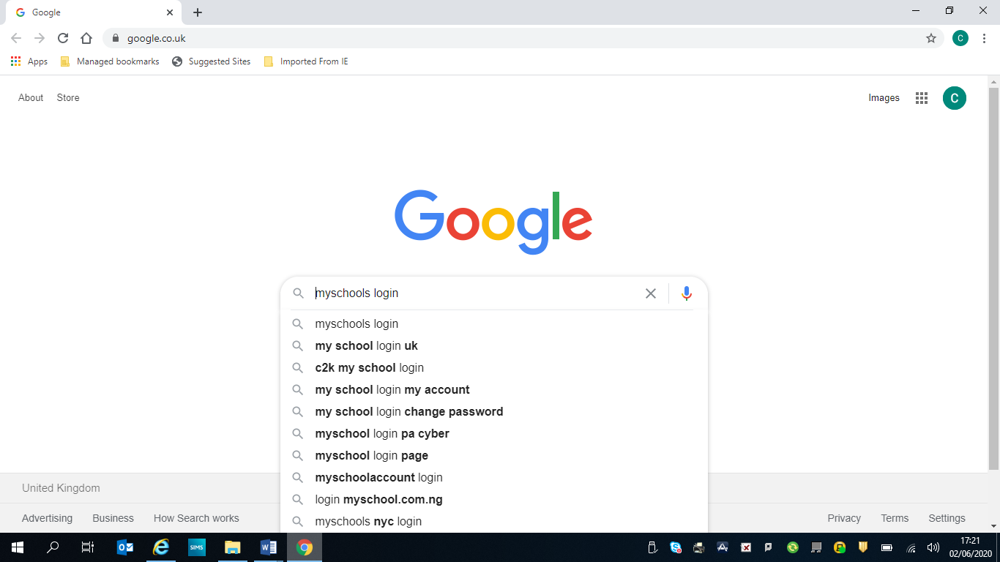 Google
google.co.uk
Apps Managed bookmarks Suggested Sites Imported From IE
C
About Store Images C
Google
myschools login
myschools login
my school login uk
c2k my school login
my school login my account
my school login change password
myschool login pa cyber
myschool login page
myschoolaccount login
login myschool.com.ng
myschools nyc login
United Kingdom
Advertising Business How Search works Privacy Terms Settings
SIMS
17:21
02/06/2020